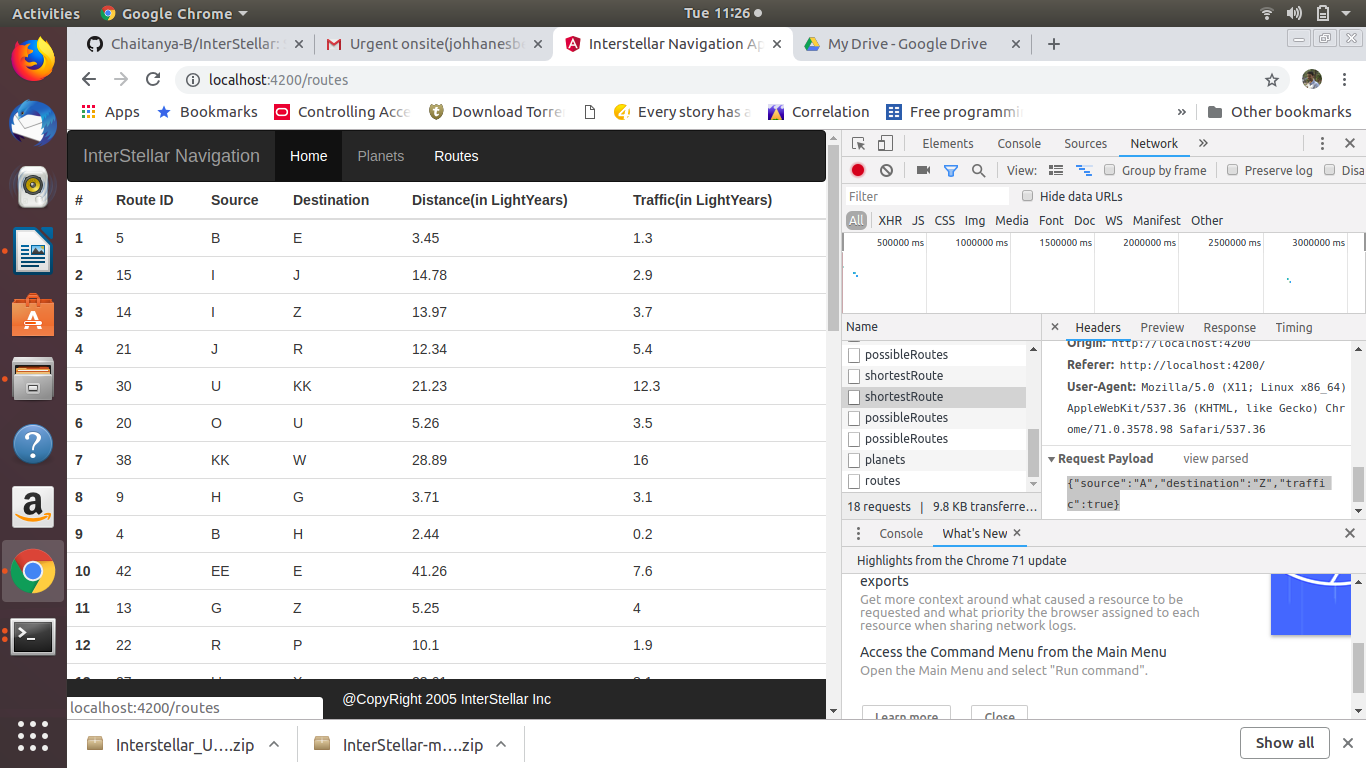 Activities Google Chrome Tue 11:26
Chaitanya-B/InterStellar: Urgent onsite(johhanesbe Interstellar Navigation Ap My Drive - Google Drive
localhost:4200/routes
Apps Bookmarks Controlling Acce Download Torre Every story has a Correlation Free programmi » Other bookmarks
InterStellar Navigation Home Planets Routes
# Route ID Source Destination Distance(in LightYears) Traffic(in LightYears)
1 5 B E 3.45 1.3
2 15 I J 14.78 2.9
3 14 I Z 13.97 3.7
4 21 J R 12.34 5.4
5 30 U KK 21.23 12.3
6 20 O U 5.26 3.5
7 38 KK W 28.89 16
8 9 H G 3.71 3.1
9 4 B H 2.44 0.2
10 42 EE E 41.26 7.6
11 13 G Z 5.25 4
12 22 R P 10.1 1.9
@CopyRight 2005 InterStellar Inc
localhost:4200/routes
Elements Console Sources Network »
View: Group by frame Preserve log Disa
Filter Hide data URLs
All XHR JS CSS Img Media Font Doc WS Manifest Other
500000 ms 1000000 ms 1500000 ms 2000000 ms 2500000 ms 3000000 ms
Name
possibleRoutes
shortestRoute
shortestRoute
possibleRoutes
possibleRoutes
planets
routes
18 requests | 9.8 KB transferre...
Headers Preview Response Timing
Origin: http://localhost:4200
Referer: http://localhost:4200/
User-Agent: Mozilla/5.0 (X11; Linux x86_64)
AppleWebKit/537.36 (KHTML, like Gecko) Chr
ome/71.0.3578.98 Safari/537.36
Request Payload view parsed
{"source":"A","destination":"Z","traffi
c":true}
Console What's New
Highlights from the Chrome 71 update
exports
Get more context around what caused a resource to be
requested and what priority the browser assigned to each
resource when sharing network logs.
Access the Command Menu from the Main Menu
Open the Main Menu and select "Run command".
Learn more Close
Interstellar_U....zip InterStellar-m....zip Show all